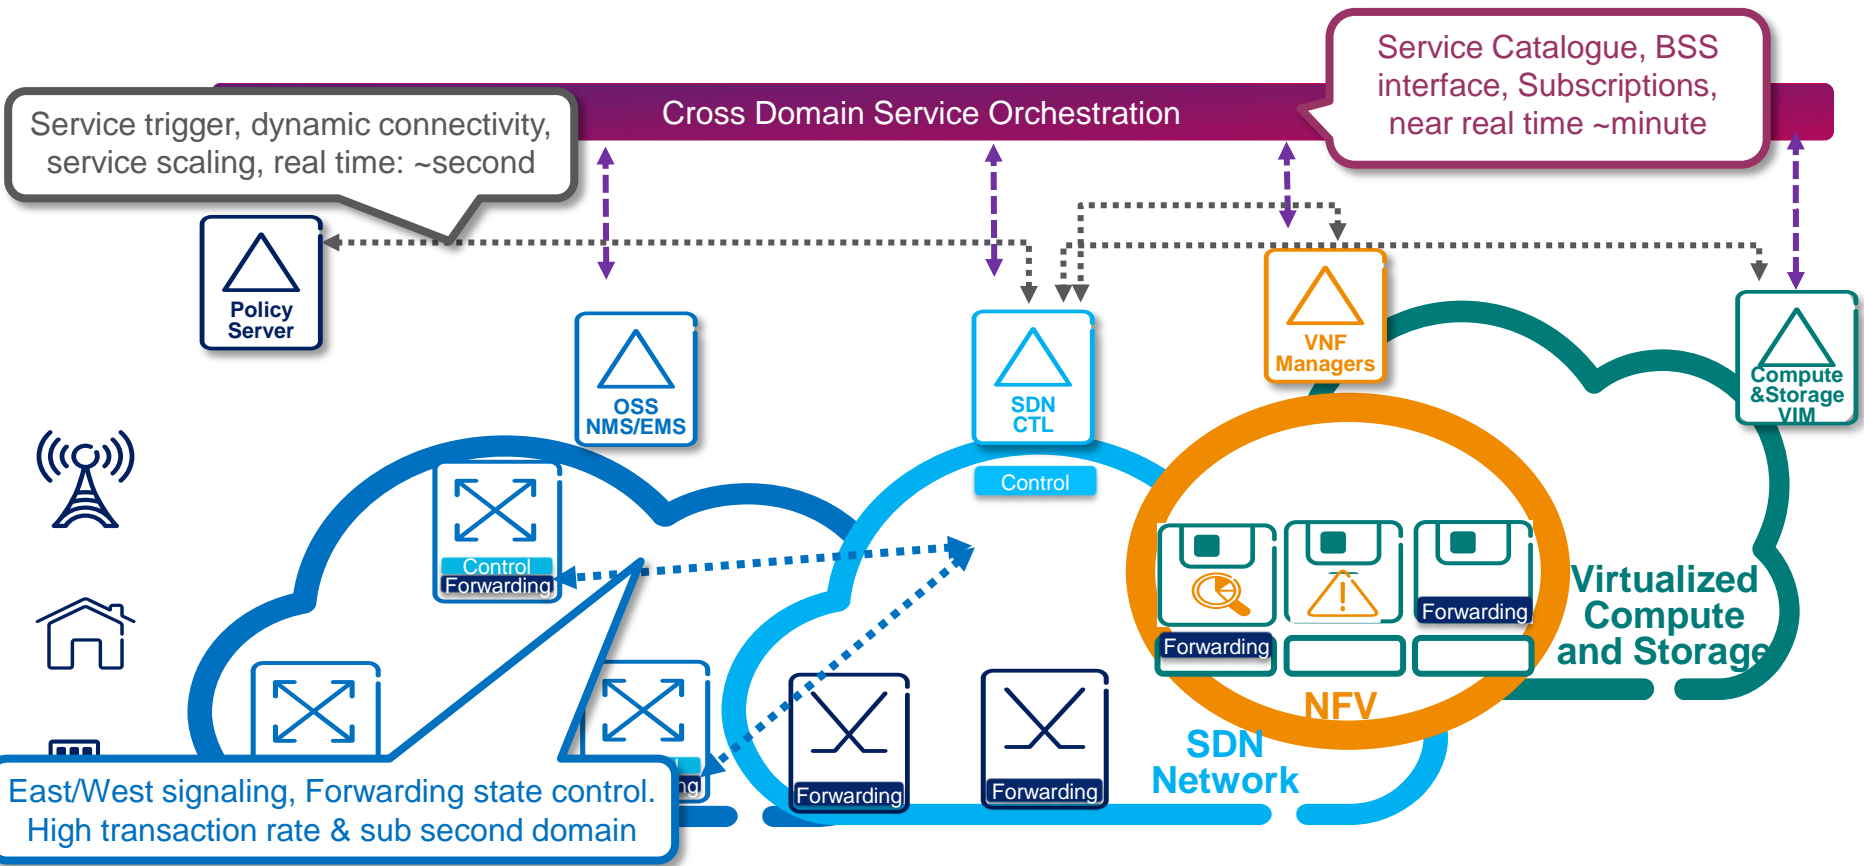 Service Catalogue, BSS
interface, Subscriptions,
near real time ~minute
Cross Domain Service Orchestration
Service trigger, dynamic connectivity,
service scaling, real time: ~second
Policy
Server
OSS
NMS/EMS
SDN
CTL
VNF
Managers
Compute
&Storage
VIM
Control
Control
Forwarding
Forwarding
Forwarding
Virtualized
Compute
and Storage
NFV
SDN
Network
Forwarding
Forwarding
East/West signaling, Forwarding state control.
High transaction rate & sub second domain